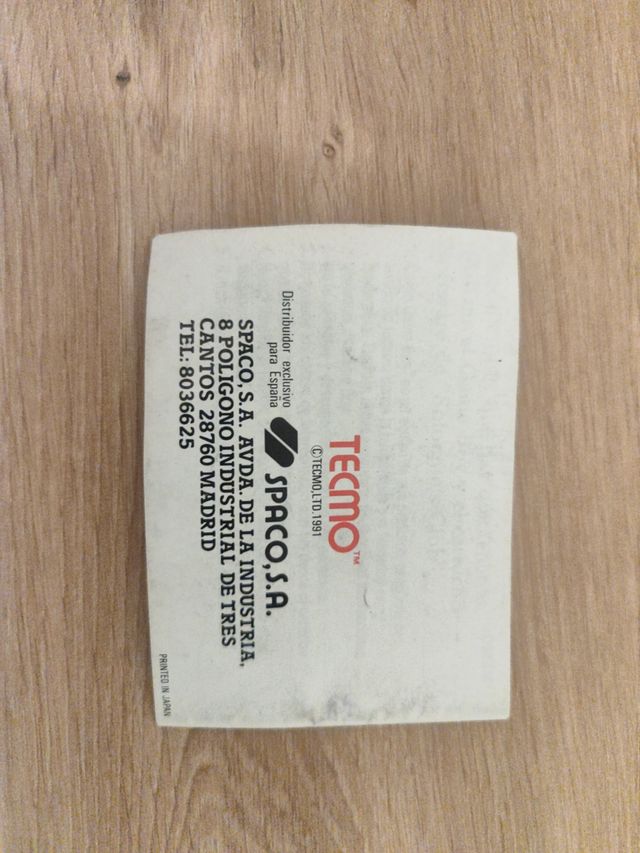 TECMO™
©TECMO,LTD.1991
Distribuidor exclusivo
para España
SPACO,S.A.
SPACO,S.A. AVDA. DE LA INDUSTRIA,
8 POLIGONO INDUSTRIAL DE TRES
CANTOS 28760 MADRID
TEL: 8036625
PRINTED IN JAPAN